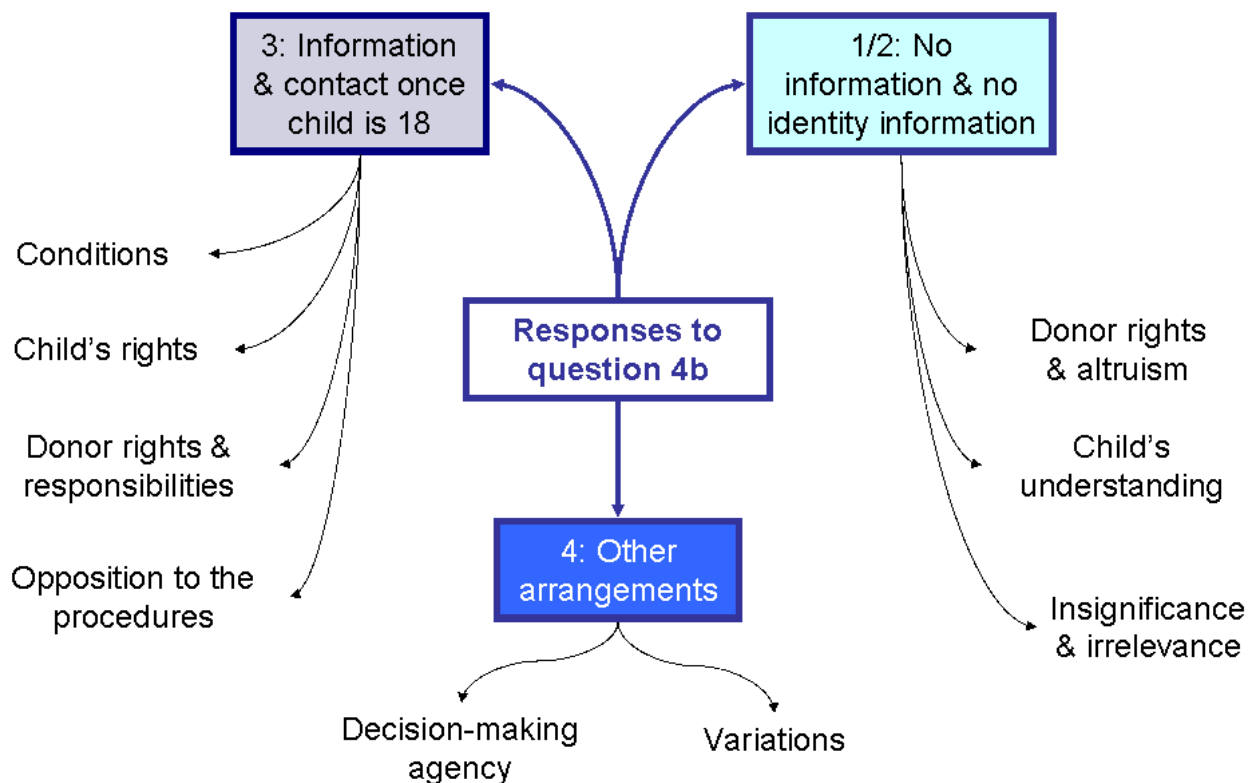 3: Information
& contact once
child is 18
1/2: No
information & no
identity information
Conditions
Child's rights
Donor rights &
responsibilities
Opposition to the
procedures
Responses to
question 4b
Donor rights
& altruism
Child's
understanding
Insignificance
& irrelevance
4: Other
arrangements
Decision-making
agency
Variations